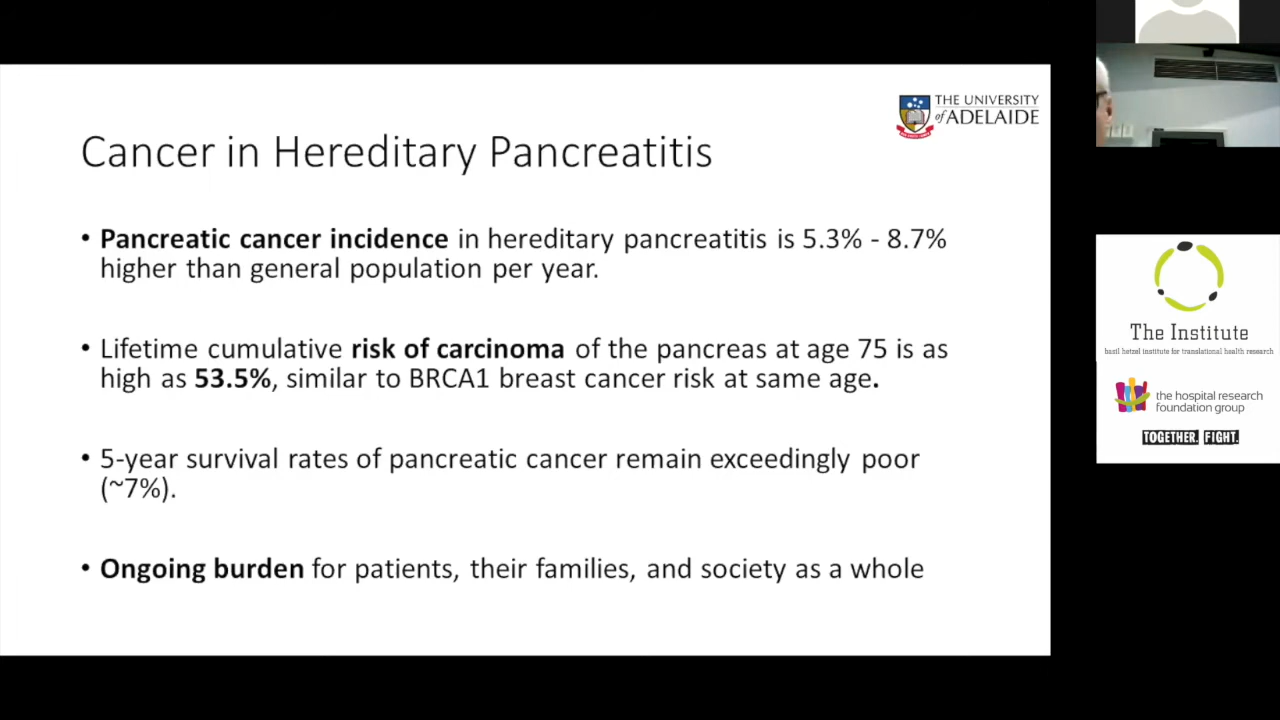 THE UNIVERSITY
of ADELAIDE
Cancer in Hereditary Pancreatitis
• Pancreatic cancer incidence in hereditary pancreatitis is 5.3% - 8.7%
higher than general population per year.
• Lifetime cumulative risk of carcinoma of the pancreas at age 75 is as
high as 53.5%, similar to BRCA1 breast cancer risk at same age.
• 5-year survival rates of pancreatic cancer remain exceedingly poor
(~7%).
• Ongoing burden for patients, their families, and society as a whole
The Institute
basil hetzel institute for translational health research
the hospital research
foundation group
TOGETHER. FIGHT.